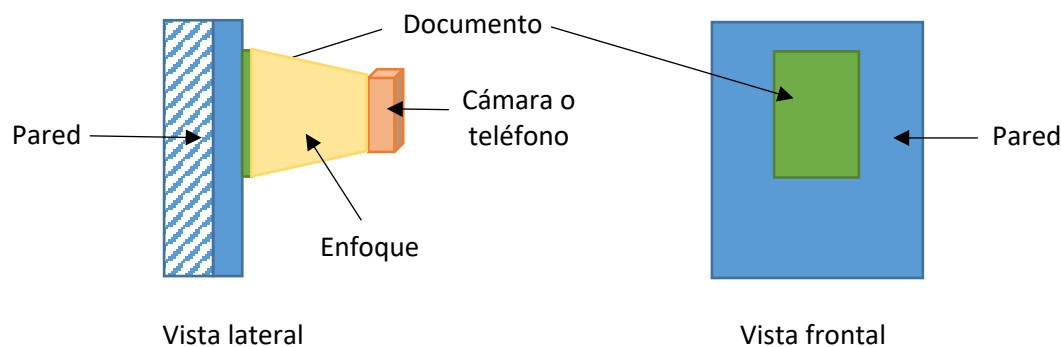 Documento
Cámara o
teléfono
Pared
Pared
Enfoque
Vista lateral
Vista frontal